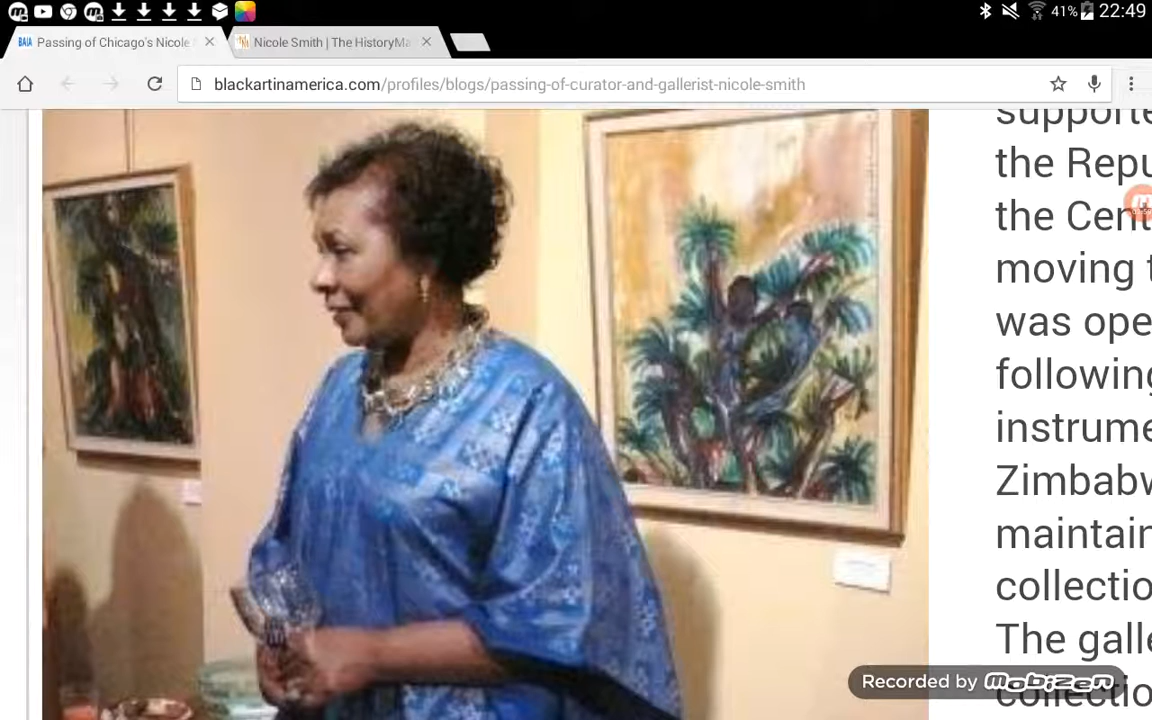 41% 22:49
BAIA Passing of Chicago's Nicole
Nicole Smith | The HistoryMa
blackartinamerica.com/profiles/blogs/passing-of-curator-and-gallerist-nicole-smith
supporte
the Repu
the Cent
moving t
was ope
following
instrume
Zimbabw
maintain
collectio
The galle
collectio
Recorded by mobizen